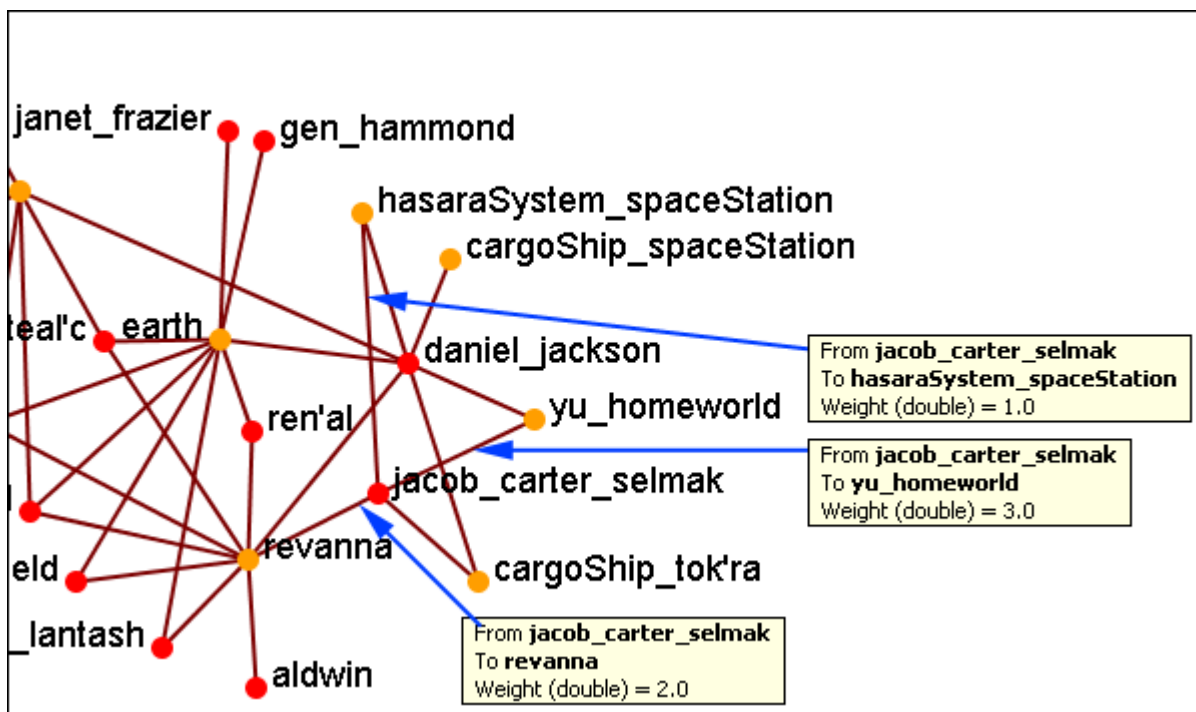 janet_frazier
gen_hammond
hasaraSystem_spaceStation
cargoShip_spaceStation
teal'c
earth
daniel_jackson
From jacob_carter_selmak
To hasaraSystem_spaceStation
Weight (double) = 1.0
ren'al
yu_homeworld
From jacob_carter_selmak
To yu_homeworld
Weight (double) = 3.0
jacob_carter_selmak
revanna
eld
cargoShip_tok'ra
_lantash
From jacob_carter_selmak
To revanna
Weight (double) = 2.0
aldwin